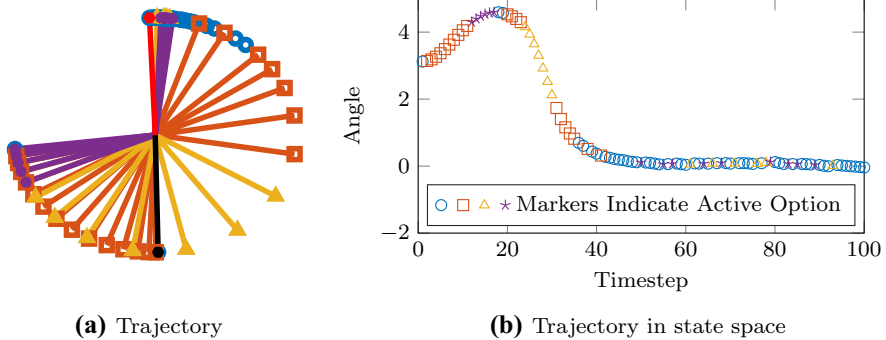 4
2
0
−2
Angle
Markers Indicate Active Option
0 20 40 60 80 100
Timestep
(a) Trajectory
(b) Trajectory in state space